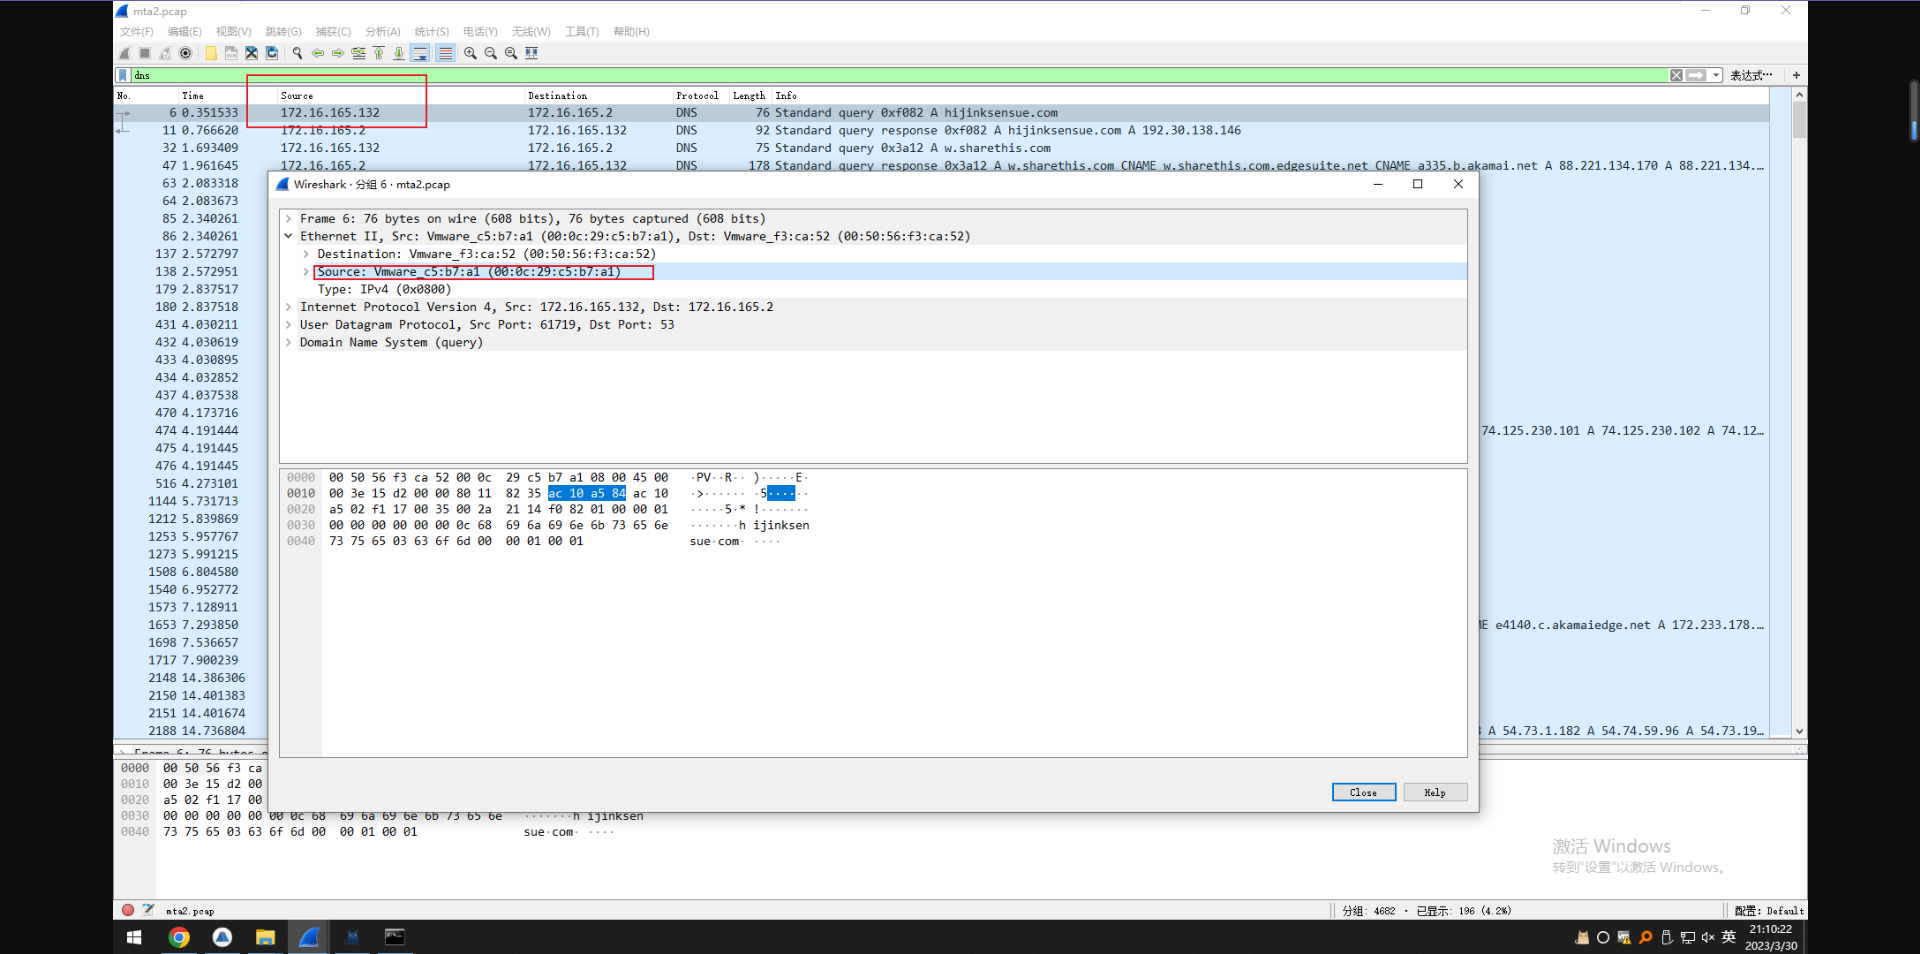 mta2.pcap
文件(F) 编辑(E) 视图(V) 跳转(G) 捕获(C) 分析(A) 统计(S) 电话(Y) 无线(W) 工具(T) 帮助(H)
dns 表达式… +
No. Time Source Destination Protocol Length Info
6 0.351533 172.16.165.132 172.16.165.2 DNS 76 Standard query 0xf082 A hijinksensue.com
11 0.766620 172.16.165.2 172.16.165.132 DNS 92 Standard query response 0xf082 A hijinksensue.com A 192.30.138.146
32 1.693409 172.16.165.132 172.16.165.2 DNS 75 Standard query 0x3a12 A w.sharethis.com
47 1.961645 172.16.165.2 172.16.165.132 DNS 178 Standard query response 0x3a12 A w.sharethis.com CNAME w.sharethis.com.edgesuite.net CNAME a335.b.akamai.net A 88.221.134.170 A 88.221.134.…
63 2.083318
64 2.083673
85 2.340261
86 2.340261
137 2.572797
138 2.572951
179 2.837517
180 2.837518
431 4.030211
432 4.030619
433 4.030895
434 4.032852
437 4.037538
470 4.173716
474 4.191444 74.125.230.101 A 74.125.230.102 A 74.12…
475 4.191445
476 4.191445
516 4.273101
1144 5.731713
1212 5.839869
1253 5.957767
1273 5.991215
1508 6.804580
1540 6.952772
1573 7.128911
1653 7.293850 ME e4140.c.akamaiedge.net A 172.233.178.…
1698 7.536657
1717 7.900239
2148 14.386306
2150 14.401383
2151 14.401674
2188 14.736804 A 54.73.1.182 A 54.74.59.96 A 54.73.19…
Wireshark · 分组 6 · mta2.pcap
Frame 6: 76 bytes on wire (608 bits), 76 bytes captured (608 bits)
Ethernet II, Src: Vmware_c5:b7:a1 (00:0c:29:c5:b7:a1), Dst: Vmware_f3:ca:52 (00:50:56:f3:ca:52)
Destination: Vmware_f3:ca:52 (00:50:56:f3:ca:52)
Source: Vmware_c5:b7:a1 (00:0c:29:c5:b7:a1)
Type: IPv4 (0x0800)
Internet Protocol Version 4, Src: 172.16.165.132, Dst: 172.16.165.2
User Datagram Protocol, Src Port: 61719, Dst Port: 53
Domain Name System (query)
0000 00 50 56 f3 ca 52 00 0c 29 c5 b7 a1 08 00 45 00 ·PV··R·· )·····E·
0010 00 3e 15 d2 00 00 80 11 82 35 ac 10 a5 84 ac 10 ·>······ ·5······
0020 a5 02 f1 17 00 35 00 2a 21 14 f0 82 01 00 00 01 ·····5·* !·······
0030 00 00 00 00 00 00 0c 68 69 6a 69 6e 6b 73 65 6e ·······h ijinksen
0040 73 75 65 03 63 6f 6d 00 00 01 00 01 sue·com· ····
Close Help
Frame 6: 76 bytes
0000 00 50 56 f3 ca
0010 00 3e 15 d2 00
0020 a5 02 f1 17 00
0030 00 00 00 00 00 00 0c 68 69 6a 69 6e 6b 73 65 6e ·······h ijinksen
0040 73 75 65 03 63 6f 6d 00 00 01 00 01 sue·com· ····
激活 Windows
转到"设置"以激活 Windows。
mta2.pcap 分组: 4682 · 已显示: 196 (4.2%) 配置: Default
英 21:10:22
2023/3/30